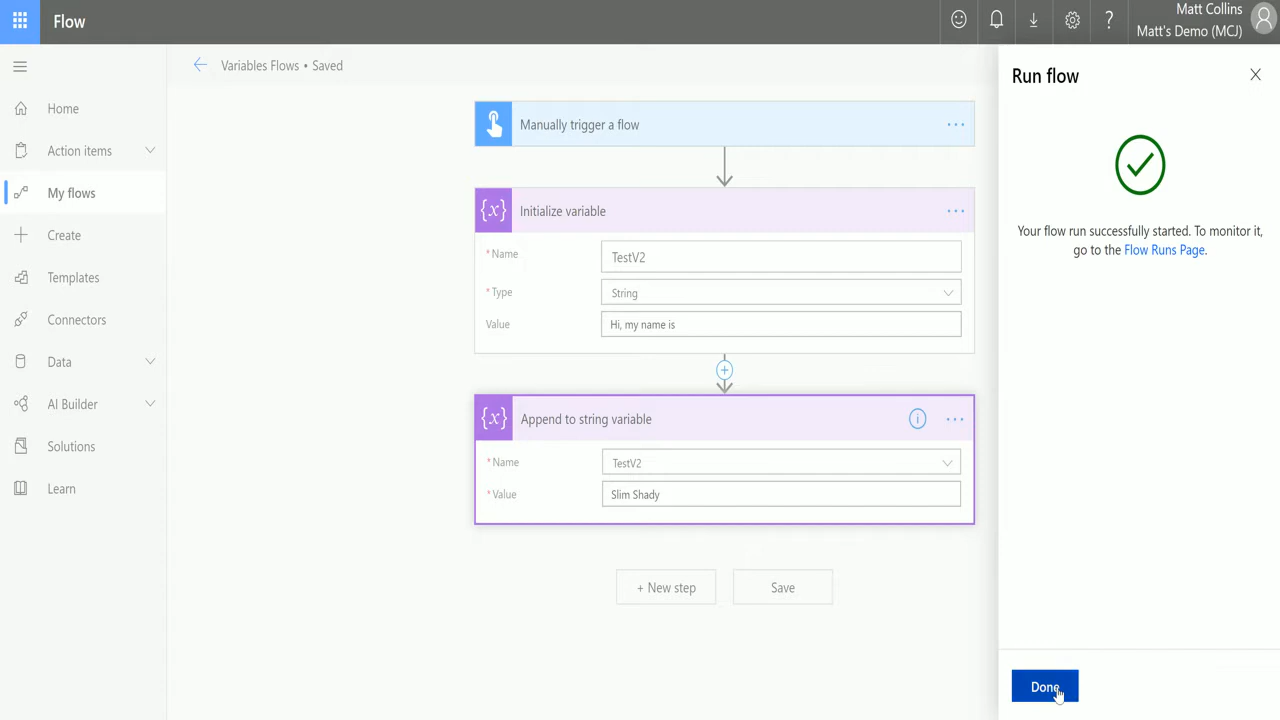 Flow
Matt Collins
Matt's Demo (MCJ)
Variables Flows • Saved
Home
Action items
My flows
Create
Templates
Connectors
Data
AI Builder
Solutions
Learn
Manually trigger a flow
{x} Initialize variable
* Name TestV2
* Type String
Value Hi, my name is
{x} Append to string variable
* Name TestV2
* Value Slim Shady
+ New step Save
Run flow
Your flow run successfully started. To monitor it,
go to the Flow Runs Page.
Done